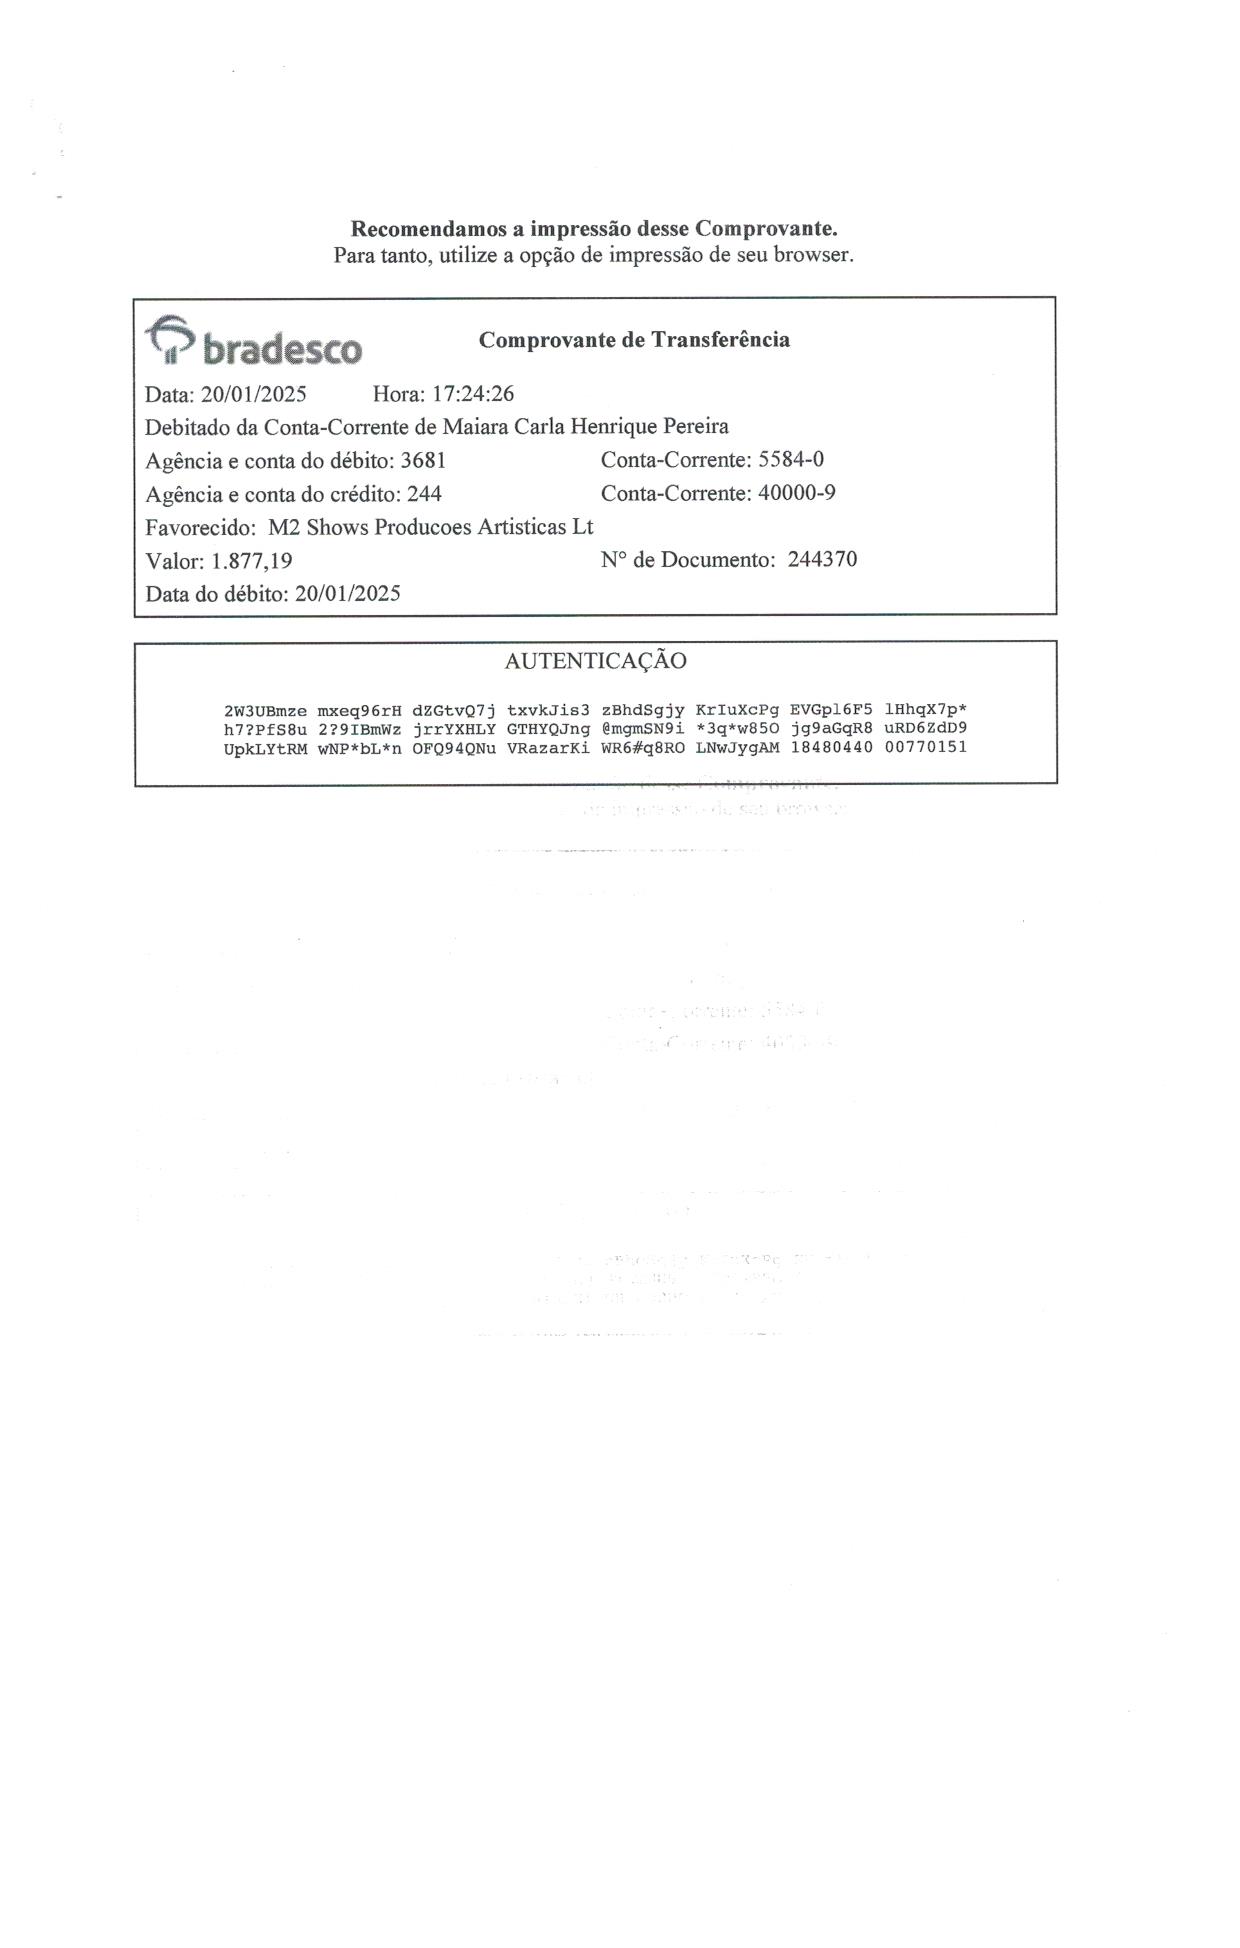 Recomendamos a impressão desse Comprovante.
Para tanto, utilize a opção de impressão de seu browser.
bradesco
Comprovante de Transferência
Data: 20/01/2025 Hora: 17:24:26
Debitado da Conta-Corrente de Maiara Carla Henrique Pereira
Agência e conta do débito: 3681 Conta-Corrente: 5584-0
Agência e conta do crédito: 244 Conta-Corrente: 40000-9
Favorecido: M2 Shows Producoes Artisticas Lt
Valor: 1.877,19 N° de Documento: 244370
Data do débito: 20/01/2025
AUTENTICAÇÃO
2W3UBmze mxeq96rH dZGtvQ7j txvkJis3 zBhdSgjy KrIuXcPg EVGpl6F5 lHhqX7p*
h7?PfS8u 2?9IBmWz jrrYXHLY GTHYQJng @mgmSN9i *3q*w85O jg9aGqR8 uRD6ZdD9
UpkLYtRM wNP*bL*n OFQ94QNu VRazarKi WR6#q8RO LNwJygAM 18480440 00770151